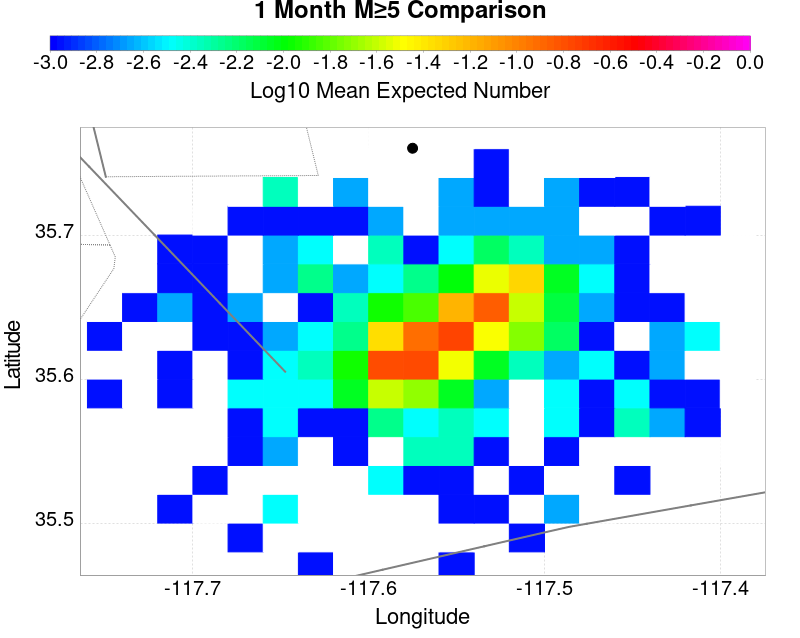 1 Month M≥5 Comparison
-3.0 -2.8 -2.6 -2.4 -2.2 -2.0 -1.8 -1.6 -1.4 -1.2 -1.0 -0.8 -0.6 -0.4 -0.2 0.0
Log10 Mean Expected Number
35.7
35.6
35.5
Latitude
-117.7 -117.6 -117.5 -117.4
Longitude